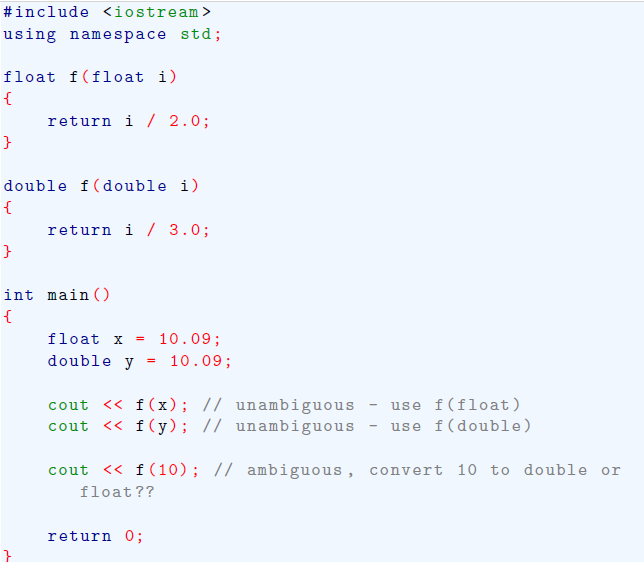 #include <iostream>
using namespace std;

float f(float i)
{
    return i / 2.0;
}

double f(double i)
{
    return i / 3.0;
}

int main()
{
    float x = 10.09;
    double y = 10.09;

    cout << f(x); // unambiguous - use f(float)
    cout << f(y); // unambiguous - use f(double)

    cout << f(10); // ambiguous, convert 10 to double or
       float??

    return 0;
}